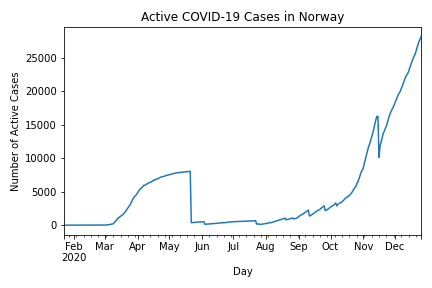 Active COVID-19 Cases in Norway
Number of Active Cases
25000
20000
15000
10000
5000
0
Feb Mar Apr May Jun Jul Aug Sep Oct Nov Dec
2020
Day